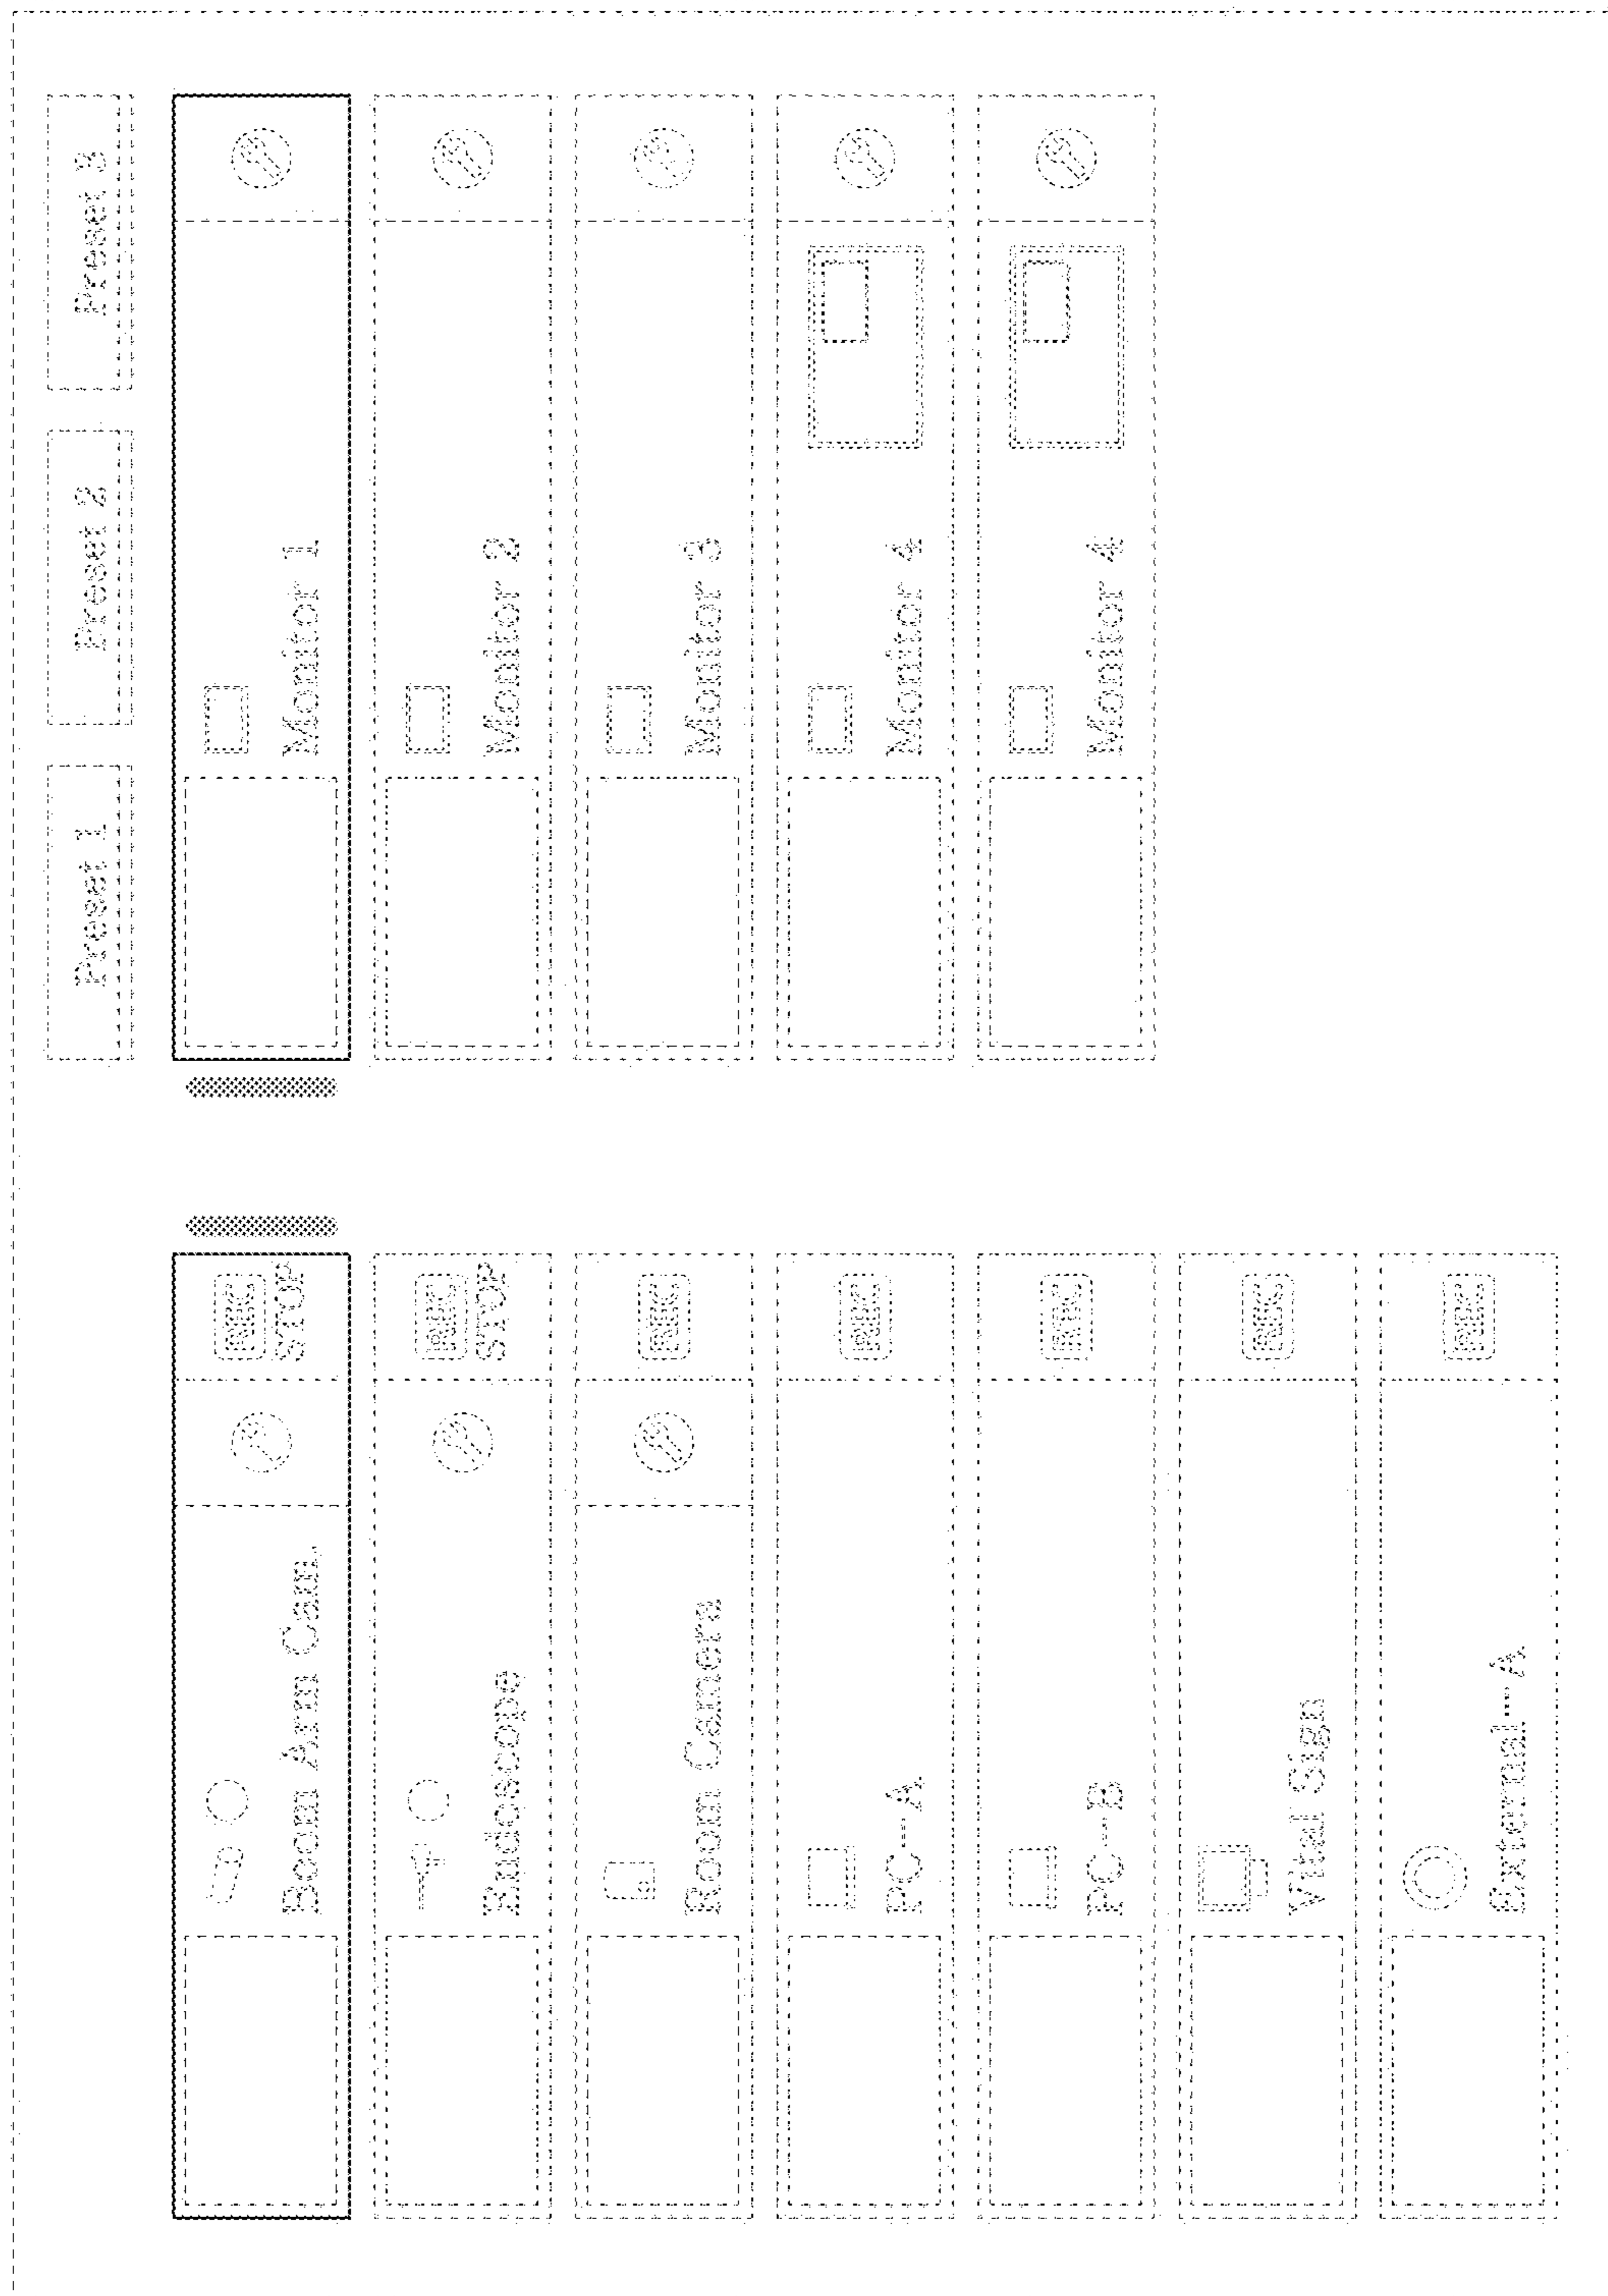 Preset 1
Preset 2
Preset 3
Boom Arm Cam.
REC
STOP
Endoscope
REC
STOP
Room Camera
REC
PC—A
REC
PC—B
REC
Vital Sign
REC
External—A
REC
Monitor 1
Monitor 2
Monitor 3
Monitor 4
Monitor 4